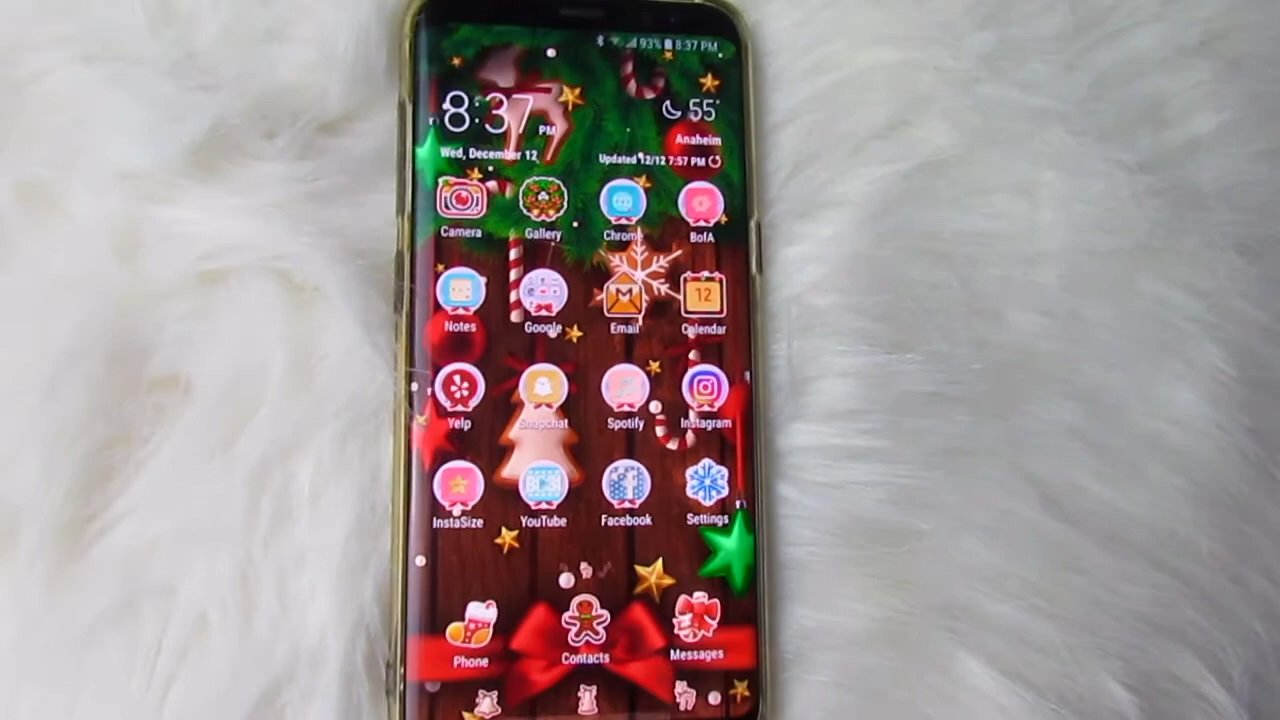 93% 8:37 PM
8:37 PM
55°
Anaheim
Wed, December 12
Updated 12/12 7:57 PM
Camera Gallery Chrome BofA
12
Notes Google Email Calendar
Yelp Snapchat Spotify Instagram
InstaSize YouTube Facebook Settings
Phone Contacts Messages